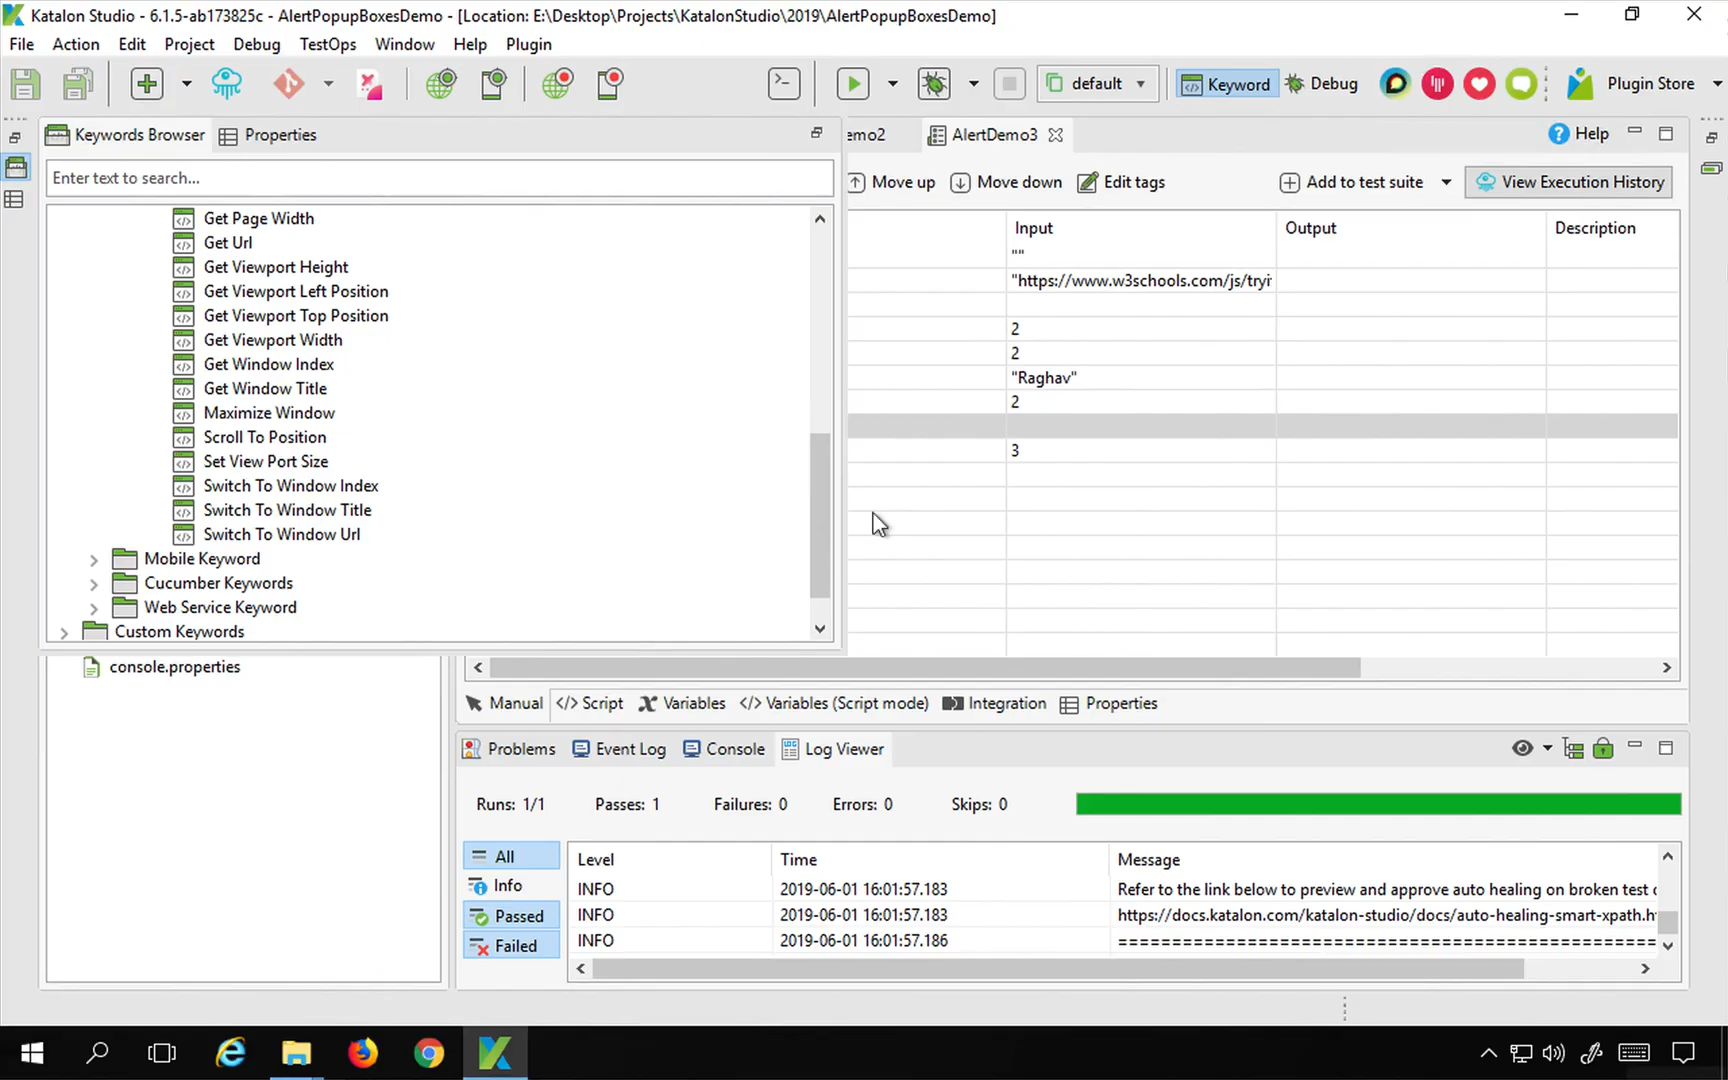 Katalon Studio - 6.1.5-ab173825c - AlertPopupBoxesDemo - [Location: E:\Desktop\Projects\KatalonStudio\2019\AlertPopupBoxesDemo]
File Action Edit Project Debug TestOps Window Help Plugin
default Keyword Debug Plugin Store
Keywords Browser Properties emo2 AlertDemo3 Help
Enter text to search... Move up Move down Edit tags Add to test suite View Execution History
Input Output Description
""
"https://www.w3schools.com/js/tryi
2
2
"Raghav"
2
3
Get Page Width
Get Url
Get Viewport Height
Get Viewport Left Position
Get Viewport Top Position
Get Viewport Width
Get Window Index
Get Window Title
Maximize Window
Scroll To Position
Set View Port Size
Switch To Window Index
Switch To Window Title
Switch To Window Url
Mobile Keyword
Cucumber Keywords
Web Service Keyword
Custom Keywords
console.properties
Manual </> Script Variables </> Variables (Script mode) Integration Properties
Problems Event Log Console Log Viewer
Runs: 1/1 Passes: 1 Failures: 0 Errors: 0 Skips: 0
All
Info
Passed
Failed
Level Time Message
INFO 2019-06-01 16:01:57.183 Refer to the link below to preview and approve auto healing on broken test
INFO 2019-06-01 16:01:57.183 https://docs.katalon.com/katalon-studio/docs/auto-healing-smart-xpath.h
INFO 2019-06-01 16:01:57.186 ==================================================